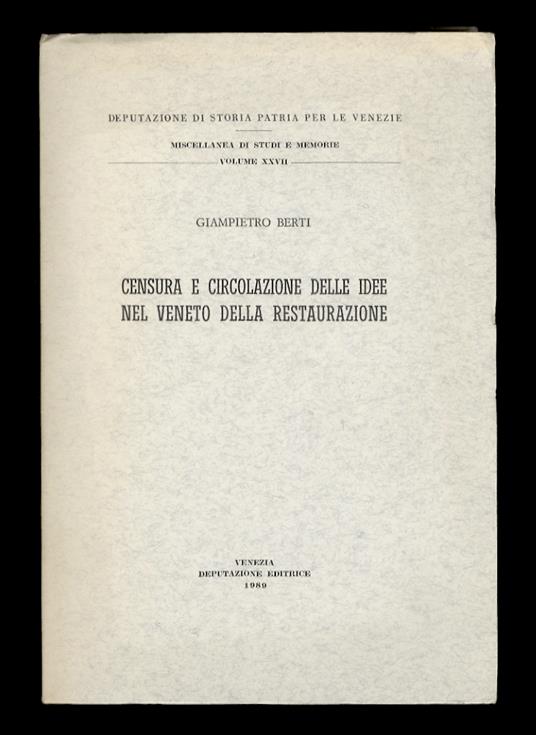 DEPUTAZIONE DI STORIA PATRIA PER LE VENEZIE
MISCELLANEA DI STUDI E MEMORIE
VOLUME XXVII
GIAMPIETRO BERTI
CENSURA E CIRCOLAZIONE DELLE IDEE
NEL VENETO DELLA RESTAURAZIONE
VENEZIA
DEPUTAZIONE EDITRICE
1989